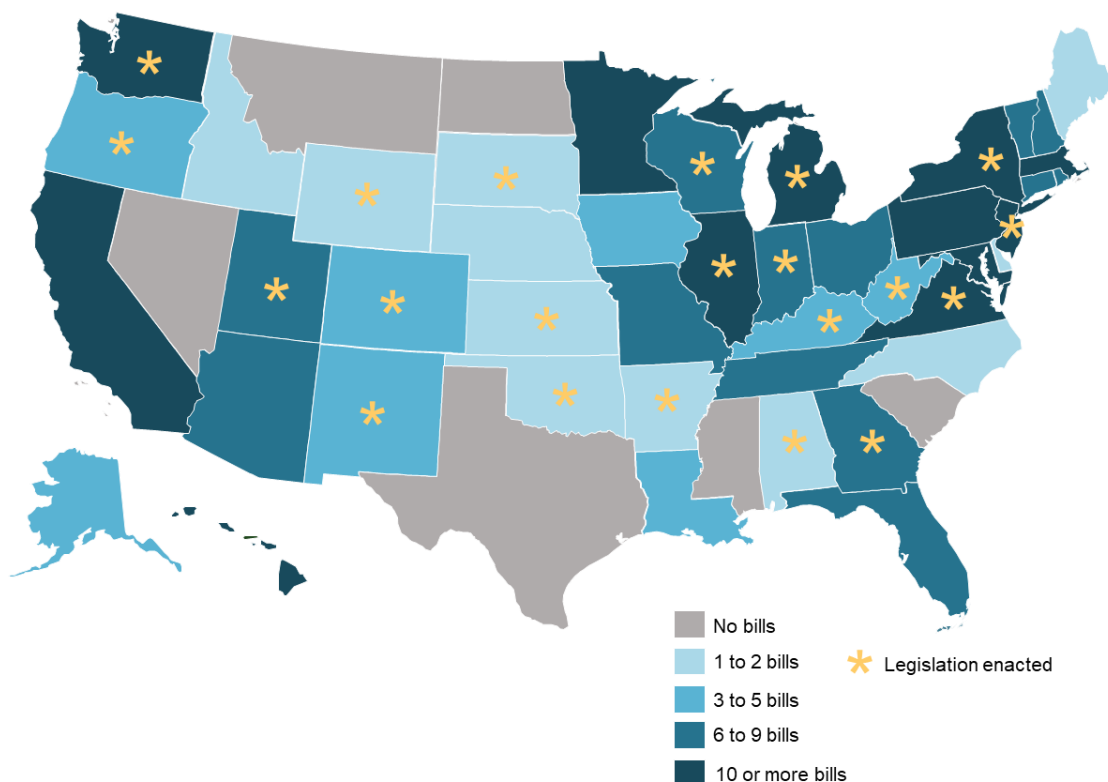 No bills
1 to 2 bills
Legislation enacted
3 to 5 bills
6 to 9 bills
10 or more bills